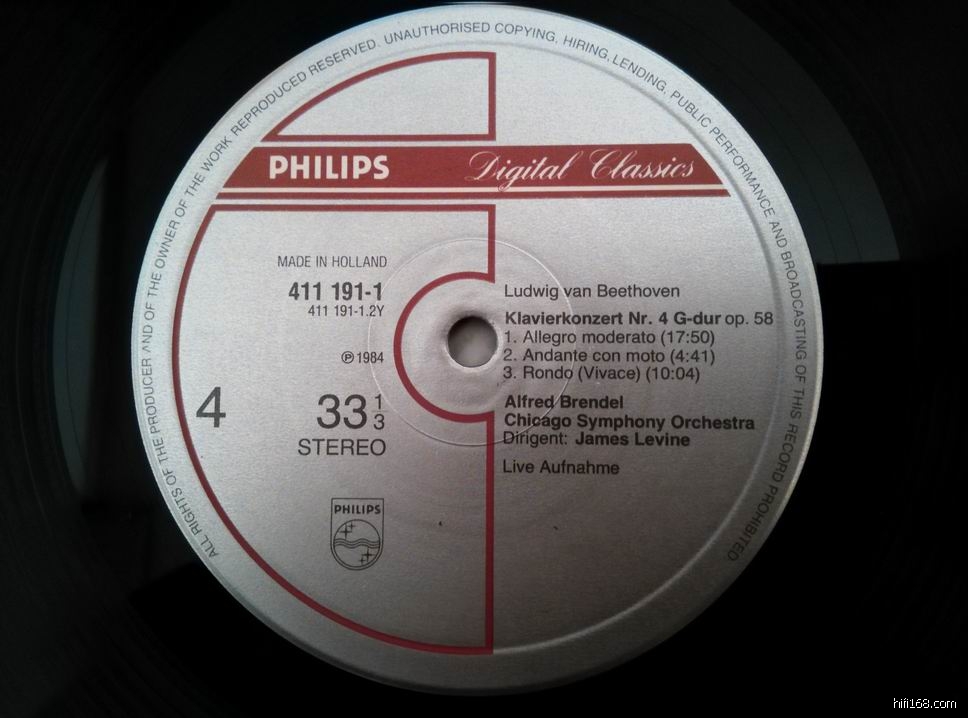 ALL RIGHTS OF THE PRODUCER AND OF THE OWNER OF THE WORK REPRODUCED RESERVED. UNAUTHORISED COPYING, HIRING, LENDING, PUBLIC PERFORMANCE AND BROADCASTING OF THIS RECORD PROHIBITED
PHILIPS Digital Classics
MADE IN HOLLAND
411 191-1
411 191-1.2Y
℗ 1984
4
33 1/3
STEREO
PHILIPS
Ludwig van Beethoven
Klavierkonzert Nr. 4 G-dur op. 58
1. Allegro moderato (17:50)
2. Andante con moto (4:41)
3. Rondo (Vivace) (10:04)
Alfred Brendel
Chicago Symphony Orchestra
Dirigent: James Levine
Live Aufnahme
hifi168.com